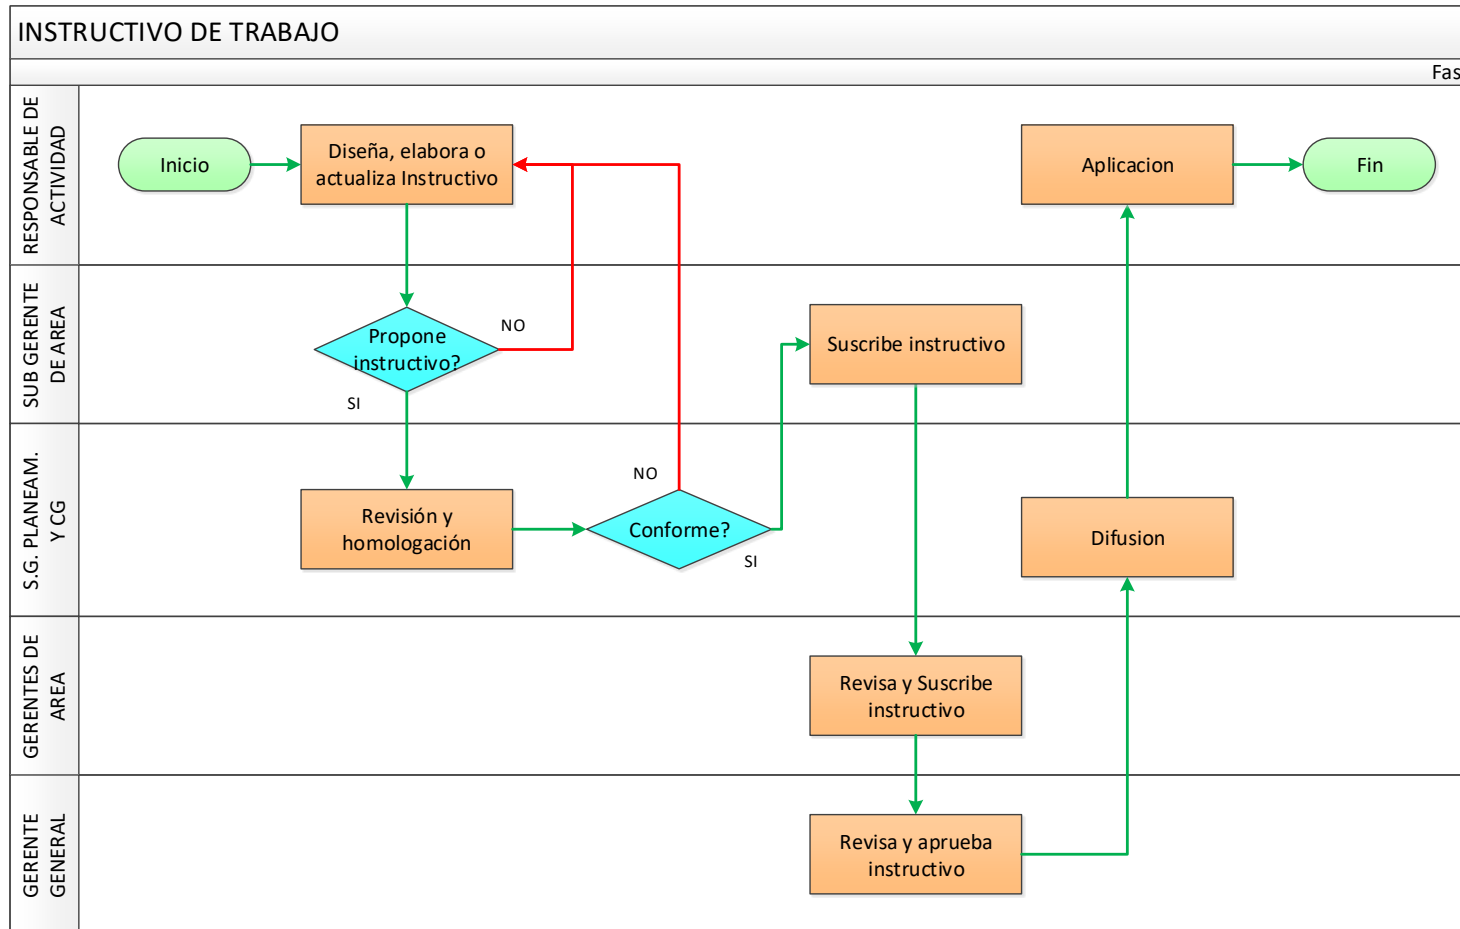 INSTRUCTIVO DE TRABAJO
Fas
RESPONSABLE DE
ACTIVIDAD
Inicio
Diseña, elabora o
actualiza Instructivo
Aplicacion
Fin
SUB GERENTE
DE AREA
Propone
instructivo?
NO
SI
Suscribe instructivo
S.G. PLANEAM.
Y CG
Revisión y
homologación
NO
Conforme?
SI
Difusion
GERENTES DE
AREA
Revisa y Suscribe
instructivo
GERENTE
GENERAL
Revisa y aprueba
instructivo